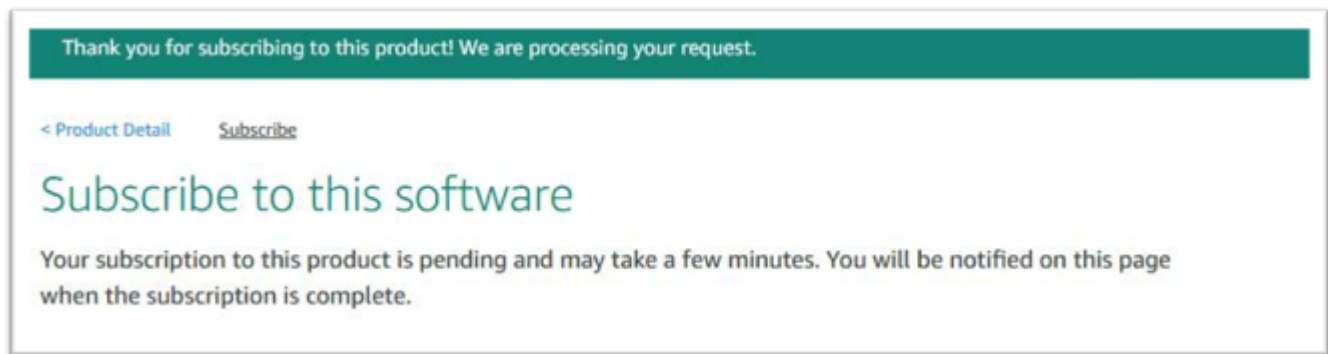 Thank you for subscribing to this product! We are processing your request.
< Product Detail Subscribe
Subscribe to this software
Your subscription to this product is pending and may take a few minutes. You will be notified on this page
when the subscription is complete.